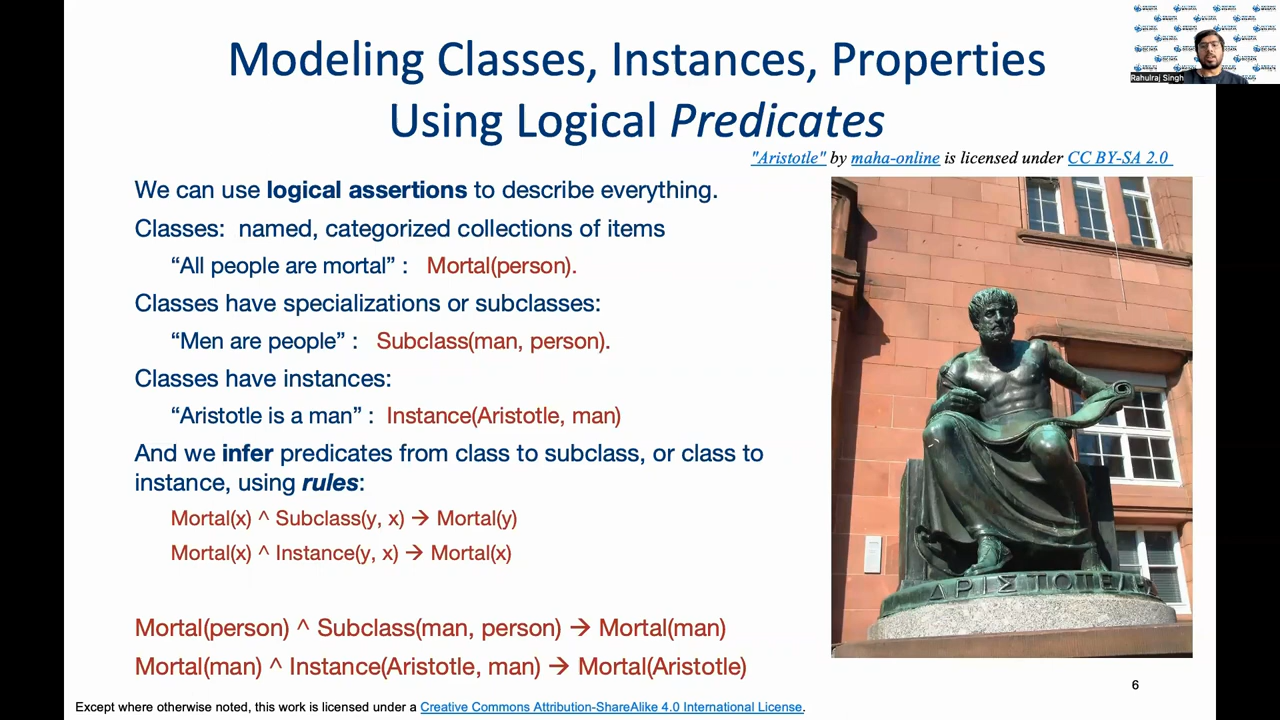 Modeling Classes, Instances, Properties
Using Logical Predicates
Rahulraj Singh
"Aristotle" by maha-online is licensed under CC BY-SA 2.0
We can use logical assertions to describe everything.
Classes: named, categorized collections of items
“All people are mortal” : Mortal(person).
Classes have specializations or subclasses:
“Men are people” : Subclass(man, person).
Classes have instances:
“Aristotle is a man” : Instance(Aristotle, man)
And we infer predicates from class to subclass, or class to
instance, using rules:
Mortal(x) ^ Subclass(y, x) → Mortal(y)
Mortal(x) ^ Instance(y, x) → Mortal(x)
Mortal(person) ^ Subclass(man, person) → Mortal(man)
Mortal(man) ^ Instance(Aristotle, man) → Mortal(Aristotle)
6
Except where otherwise noted, this work is licensed under a Creative Commons Attribution-ShareAlike 4.0 International License.